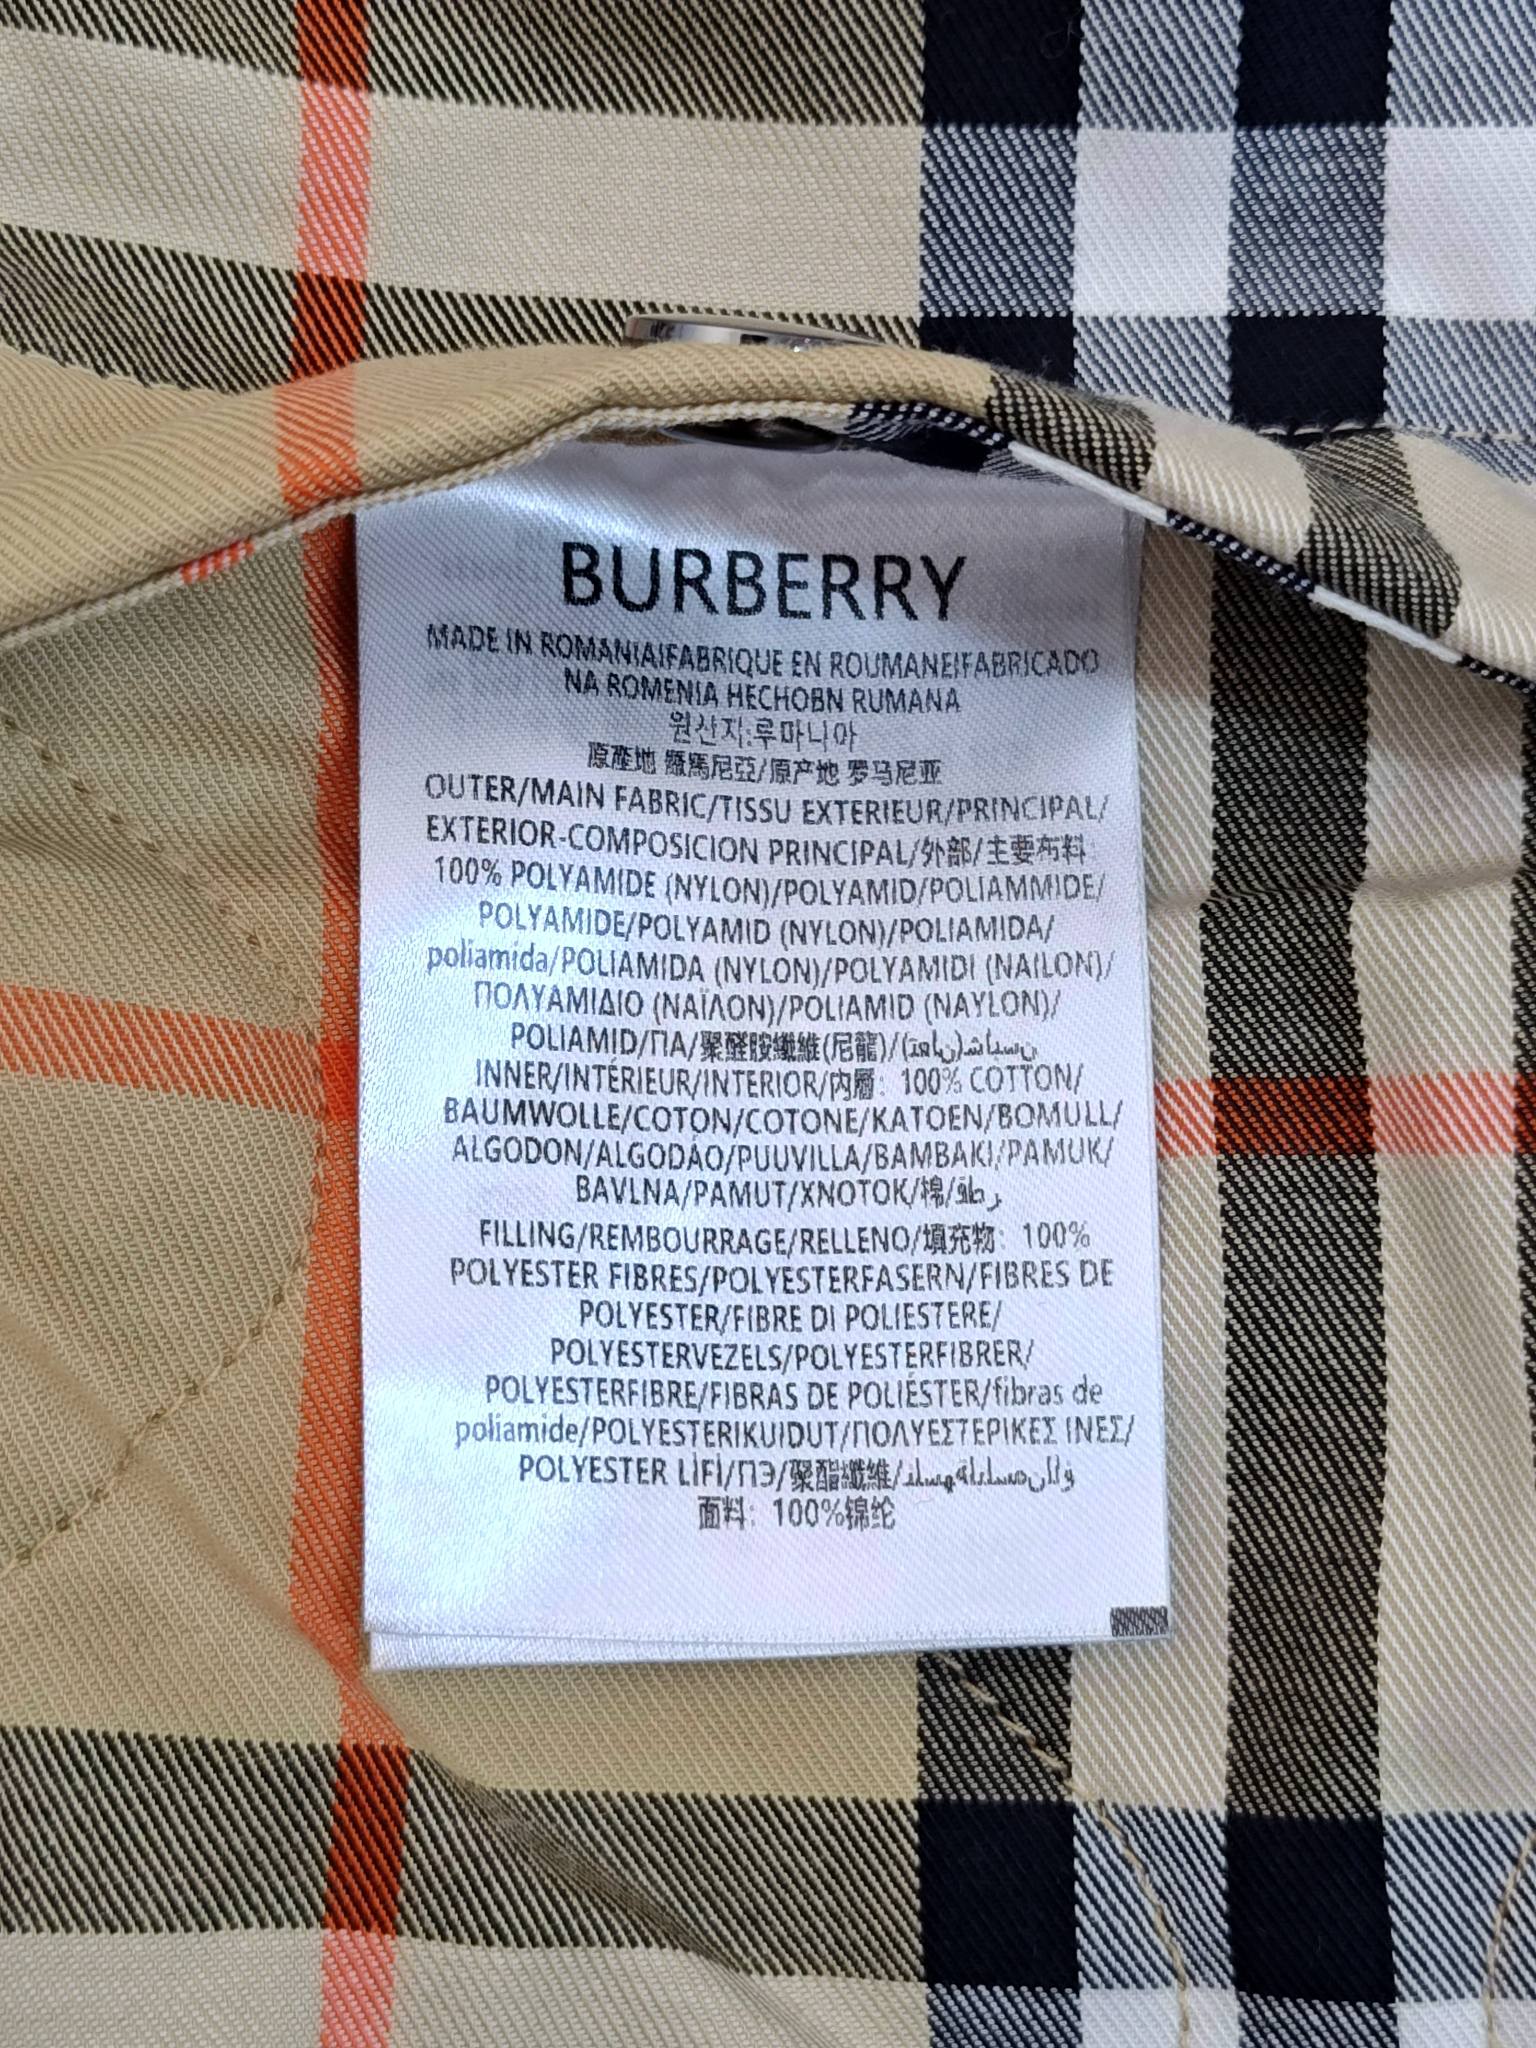 BURBERRY
MADE IN ROMANIA|FABRIQUE EN ROUMANEIFABRICADO
NA ROMENIA HECHOBN RUMANA
원산지:루마니아
原產地 羅馬尼亞/原产地 罗马尼亚
OUTER/MAIN FABRIC/TISSU EXTERIEUR/PRINCIPAL/
EXTERIOR-COMPOSICION PRINCIPAL/外部/主要布料:
100% POLYAMIDE (NYLON)/POLYAMID/POLIAMMIDE/
POLYAMIDE/POLYAMID (NYLON)/POLIAMIDA/
poliamida/POLIAMIDA (NYLON)/POLYAMIDI (NAILON)/
ΠΟΛΥΑΜΙΔΙΟ (ΝΑΪΛΟΝ)/POLIAMID (NAYLON)/
POLIAMID/ПА/聚醯胺纖維(尼龍)/
INNER/INTÉRIEUR/INTERIOR/內層: 100% COTTON/
BAUMWOLLE/COTON/COTONE/KATOEN/BOMULL/
ALGODON/ALGODÃO/PUUVILLA/BAMBAKI/PAMUK/
BAVLNA/PAMUT/XNOTOK/棉/
FILLING/REMBOURRAGE/RELLENO/填充物: 100%
POLYESTER FIBRES/POLYESTERFASERN/FIBRES DE
POLYESTER/FIBRE DI POLIESTERE/
POLYESTERVEZELS/POLYESTERFIBRER/
POLYESTERFIBRE/FIBRAS DE POLIÉSTER/fibras de
poliamide/POLYESTERIKUIDUT/ΠΟΛΥΕΣΤΕΡΙΚΕΣ ΙΝΕΣ/
POLYESTER LİFİ/ПЭ/聚酯纖維/
面料: 100%锦纶